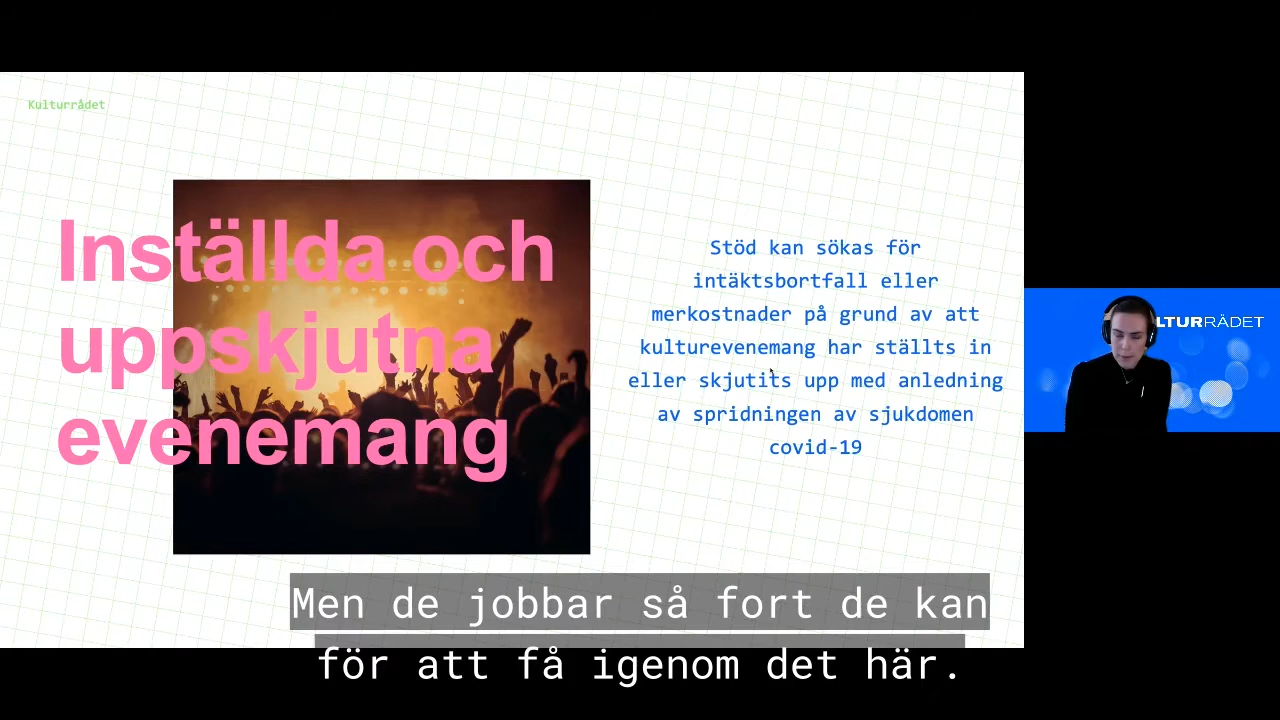 Kulturrådet
Inställda och
uppskjutna
evenemang
Stöd kan sökas för
intäktsbortfall eller
merkostnader på grund av att
kulturevenemang har ställts in
eller skjutits upp med anledning
av spridningen av sjukdomen
covid-19
LTURRÅDET
Men de jobbar så fort de kan
för att få igenom det här.